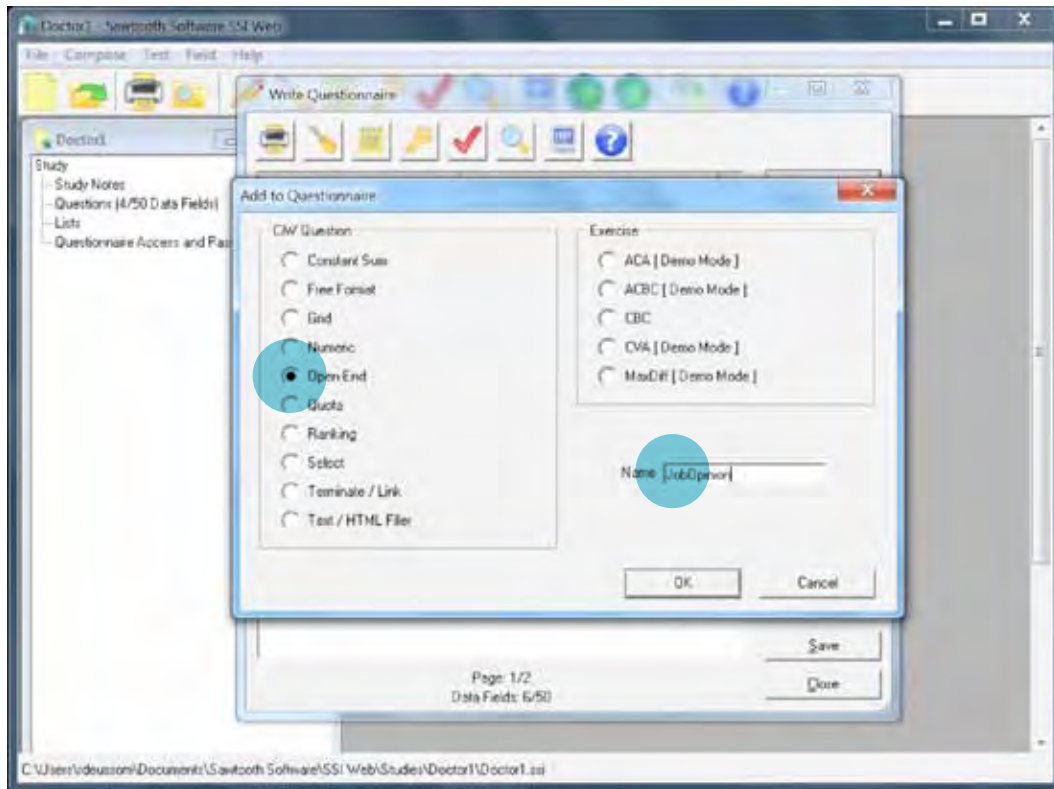 Doctor1 - Sawtooth Software SSI Web
File Compose Test Field Help
Write Questionnaire
Doctor1
Study
Study Notes
Questions (4/50 Data Fields)
Lists
Questionnaire Access and Pas
Add to Questionnaire
CiW Question
Constant Sum
Free Format
Grid
Numeric
Open End
Quota
Ranking
Select
Terminate / Link
Text / HTML Filler
Exercise
ACA [ Demo Mode ]
ACBC [ Demo Mode ]
CBC
CVA [ Demo Mode ]
MaxDiff [ Demo Mode ]
Name JobOpinion
OK Cancel
Save
Page: 1/2
Data Fields: 6/50
Close
C:\Users\vdeussom\Documents\Sawtooth Software\SSI Web\Studies\Doctor1\Doctor1.ssi